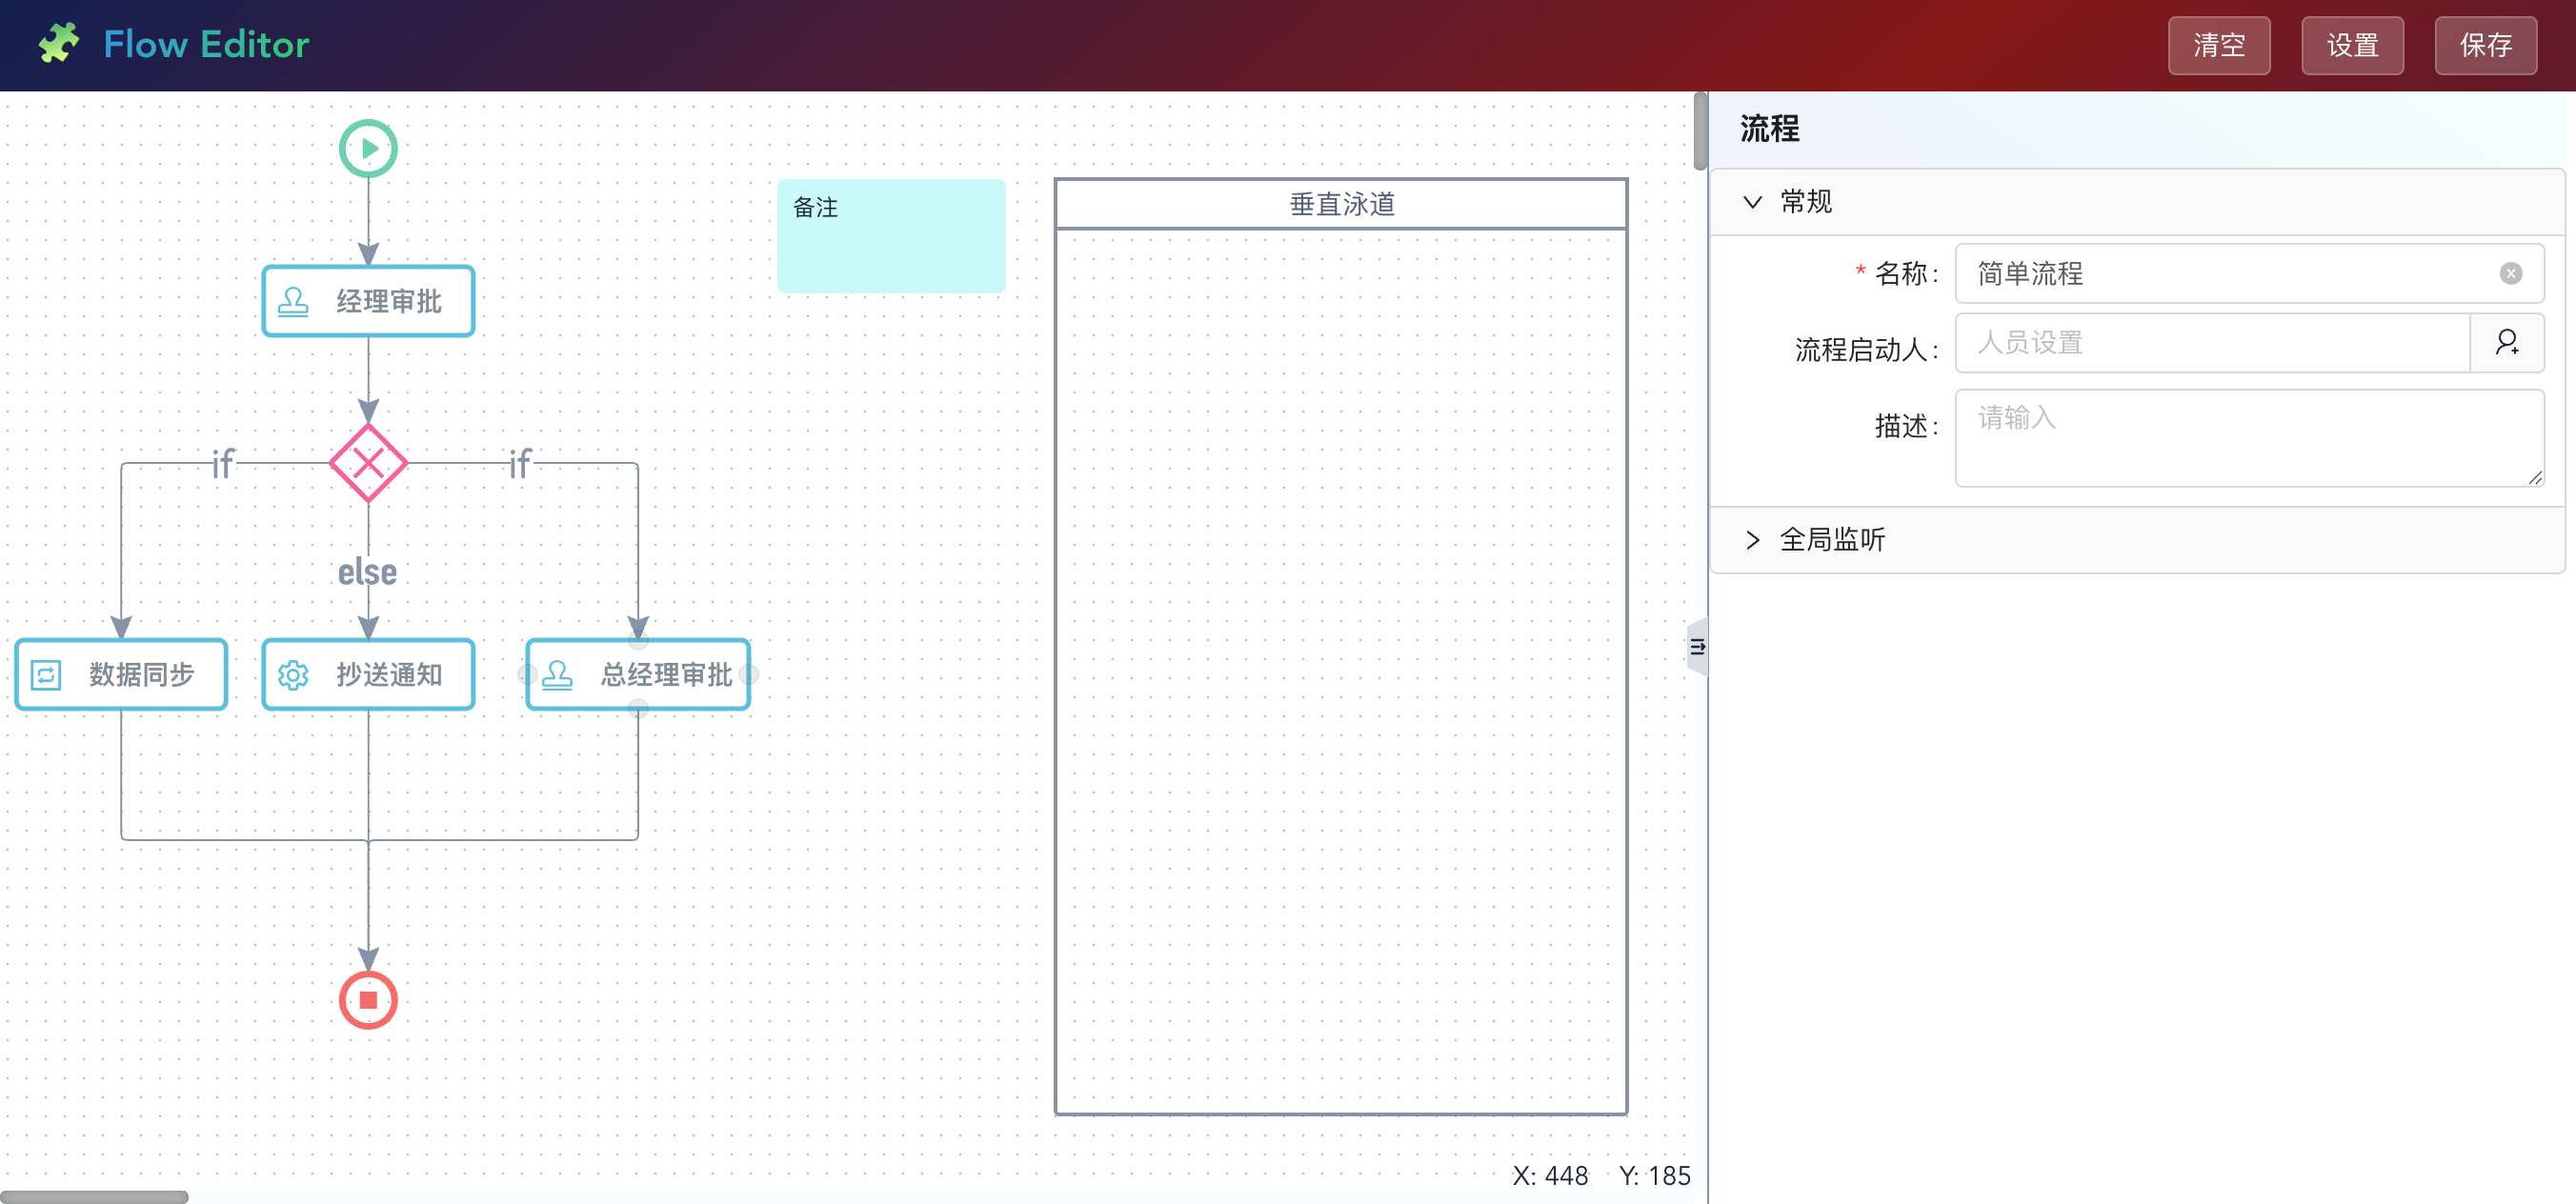 Flow Editor
清空
设置
保存
备注
垂直泳道
经理审批
if
if
else
数据同步
抄送通知
总经理审批
X: 448 Y: 185
流程
常规
* 名称:
简单流程
流程启动人:
人员设置
描述:
请输入
全局监听